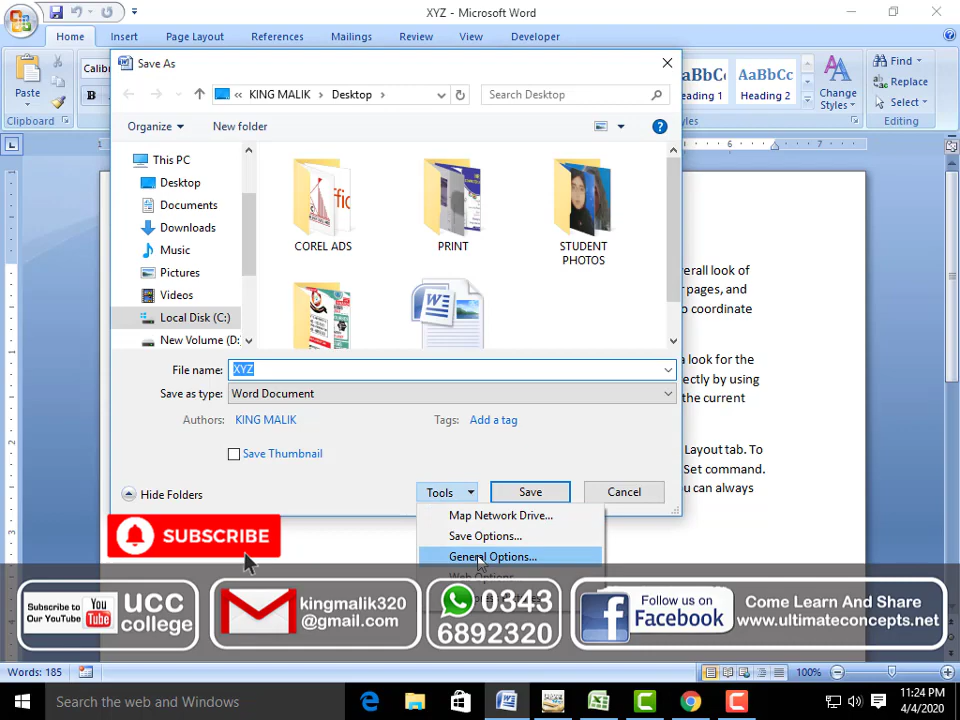 XYZ - Microsoft Word
Home Insert Page Layout References Mailings Review View Developer
Save As
Paste
Calibr
B
Clipboard
Heading 2
Change
Styles
Find
Replace
Select
Editing
« KING MALIK › Desktop ›
Search Desktop
Organize
New folder
This PC
Desktop
Documents
Downloads
Music
Pictures
Videos
Local Disk (C:)
New Volume (D:
COREL ADS
PRINT
STUDENT
PHOTOS
File name: XYZ
Save as type: Word Document
Authors: KING MALIK
Tags: Add a tag
Save Thumbnail
Hide Folders
Tools
Save
Cancel
Map Network Drive...
Save Options...
General Options...
Web Options...
erall look of
r pages, and
o coordinate
a look for the
ectly by using
the current
Layout tab. To
Set command.
u can always
SUBSCRIBE
Subscribe to
Our YouTube
You
Tube
UCC
college
kingmalik320
@gmail.com
0343
6892320
Follow us on
Facebook
Come Learn And Share
www.ultimateconcepts.net
Words: 185
100%
Search the web and Windows
11:24 PM
4/4/2020